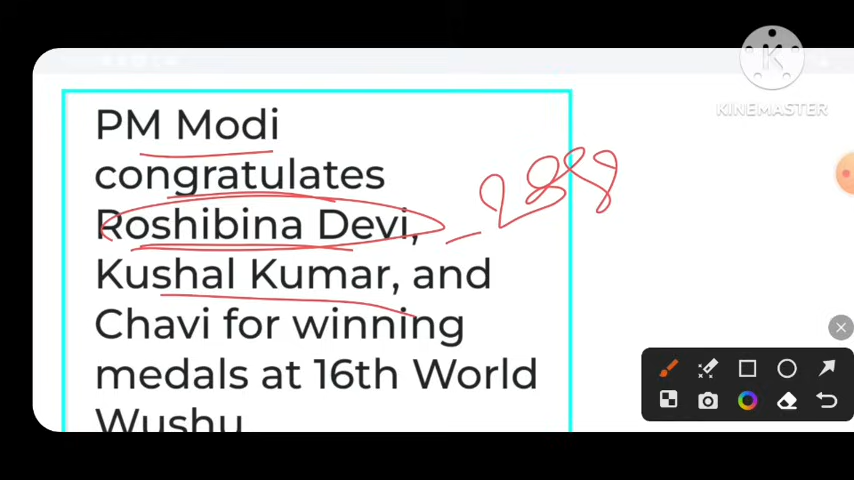 KINEMASTER
PM Modi
congratulates
Roshibina Devi,
Kushal Kumar, and
Chavi for winning
medals at 16th World
Wushu